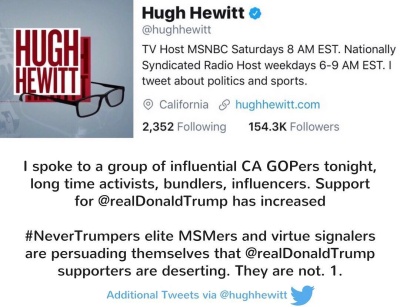 HUGH
HEWITT
Hugh Hewitt
@hughhewitt
TV Host MSNBC Saturdays 8 AM EST. Nationally
Syndicated Radio Host weekdays 6-9 AM EST. I
tweet about politics and sports.
California hughhewitt.com
2,352 Following 154.3K Followers
I spoke to a group of influential CA GOPers tonight,
long time activists, bundlers, influencers. Support
for @realDonaldTrump has increased
#NeverTrumpers elite MSMers and virtue signalers
are persuading themselves that @realDonaldTrump
supporters are deserting. They are not. 1.
Additional Tweets via @hughhewitt